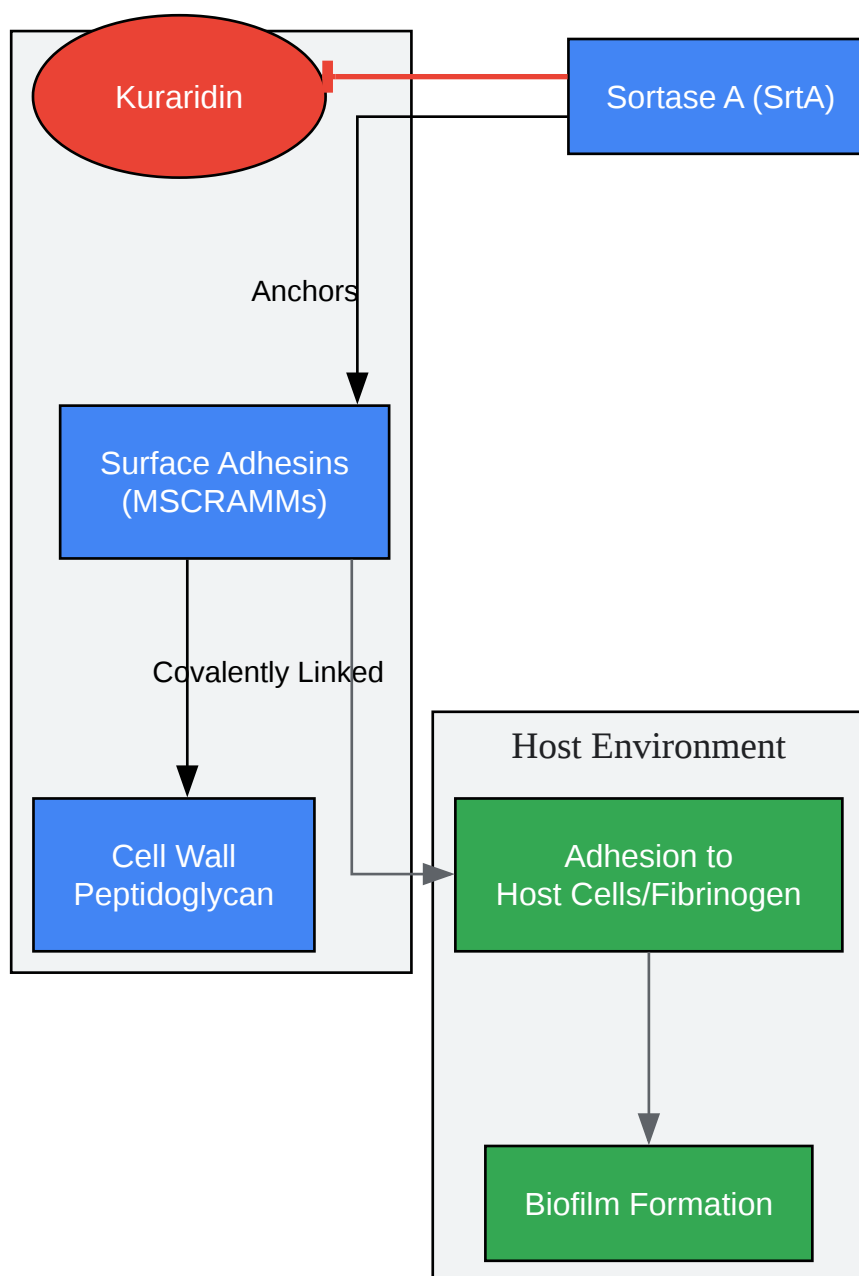 Kuraridin
Sortase A (SrtA)
Anchors
Surface Adhesins
(MSCRAMMs)
Covalently Linked
Host Environment
Cell Wall
Peptidoglycan
Adhesion to
Host Cells/Fibrinogen
Biofilm Formation